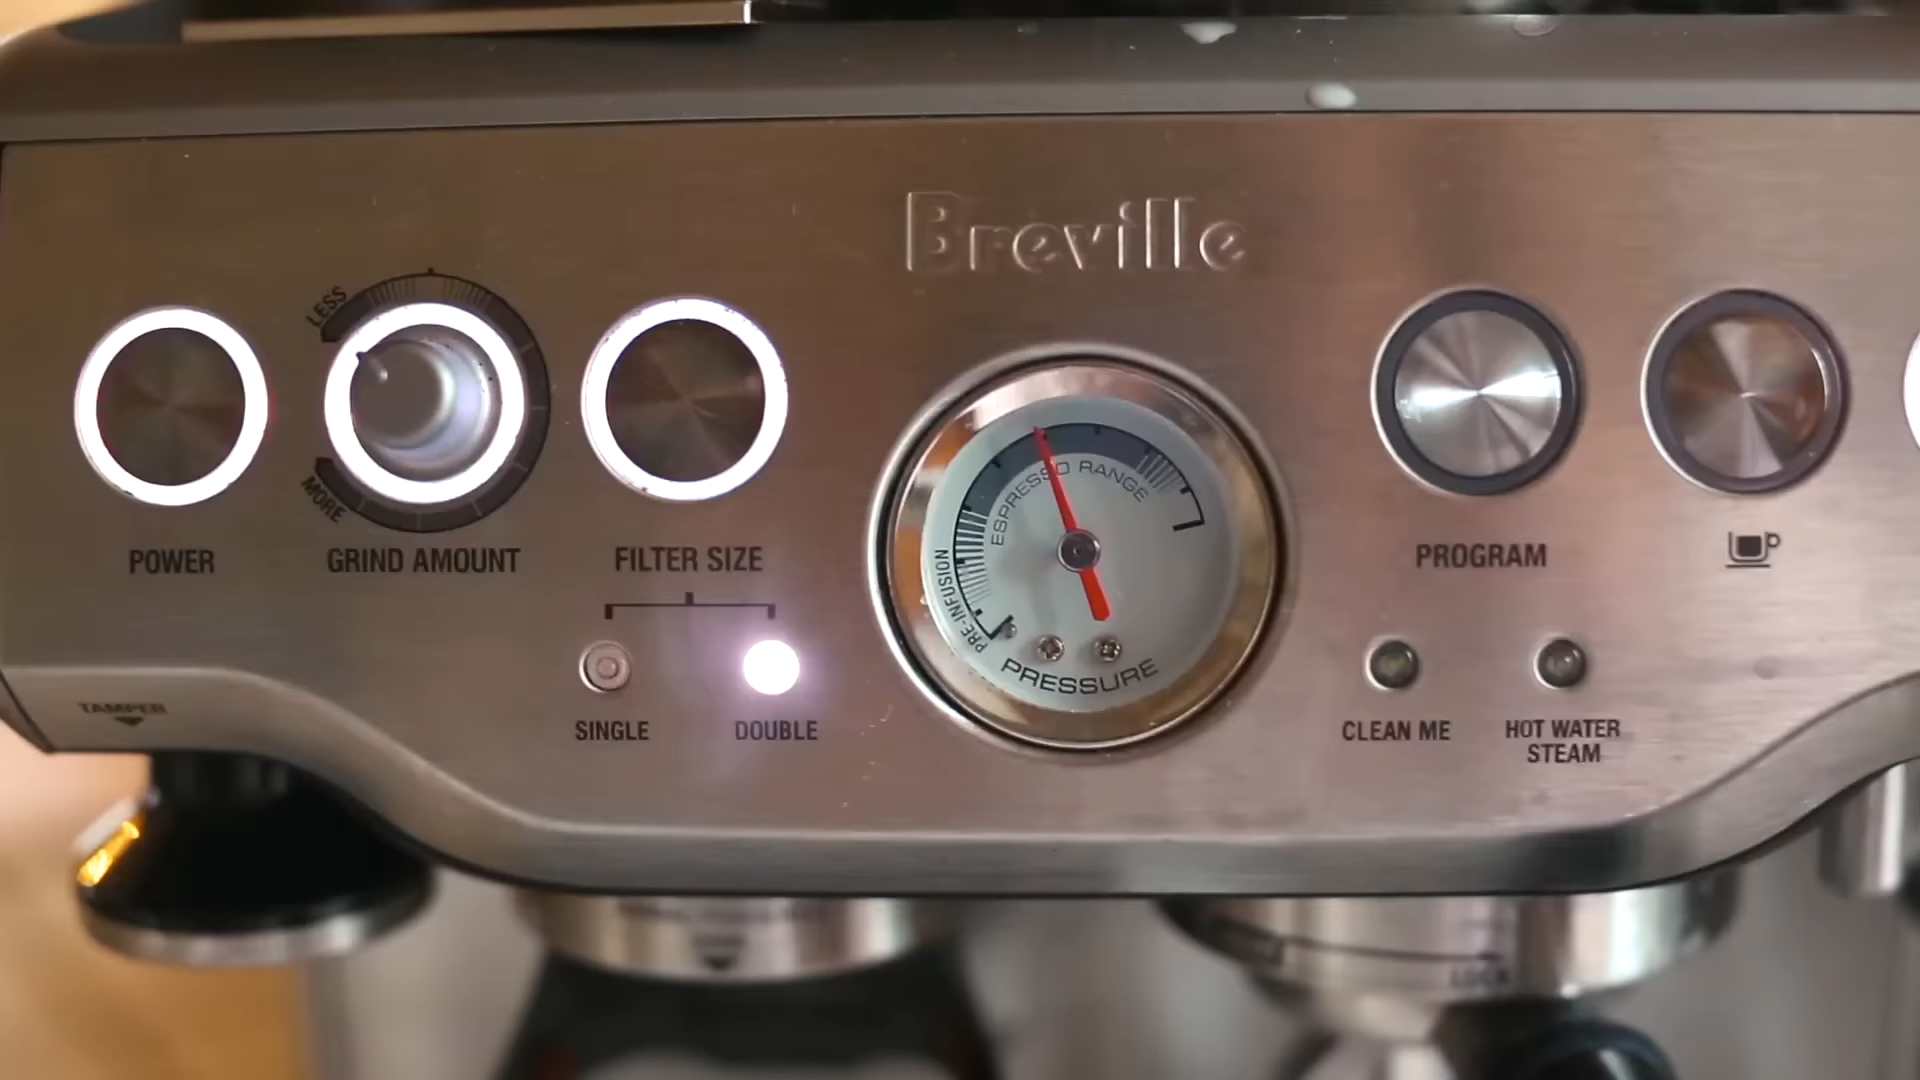 Breville
LESS
MORE
POWER
GRIND AMOUNT
FILTER SIZE
SINGLE
DOUBLE
TAMPER
ESPRESSO RANGE
PRE-INFUSION
PRESSURE
PROGRAM
CLEAN ME
HOT WATER
STEAM
LOCK